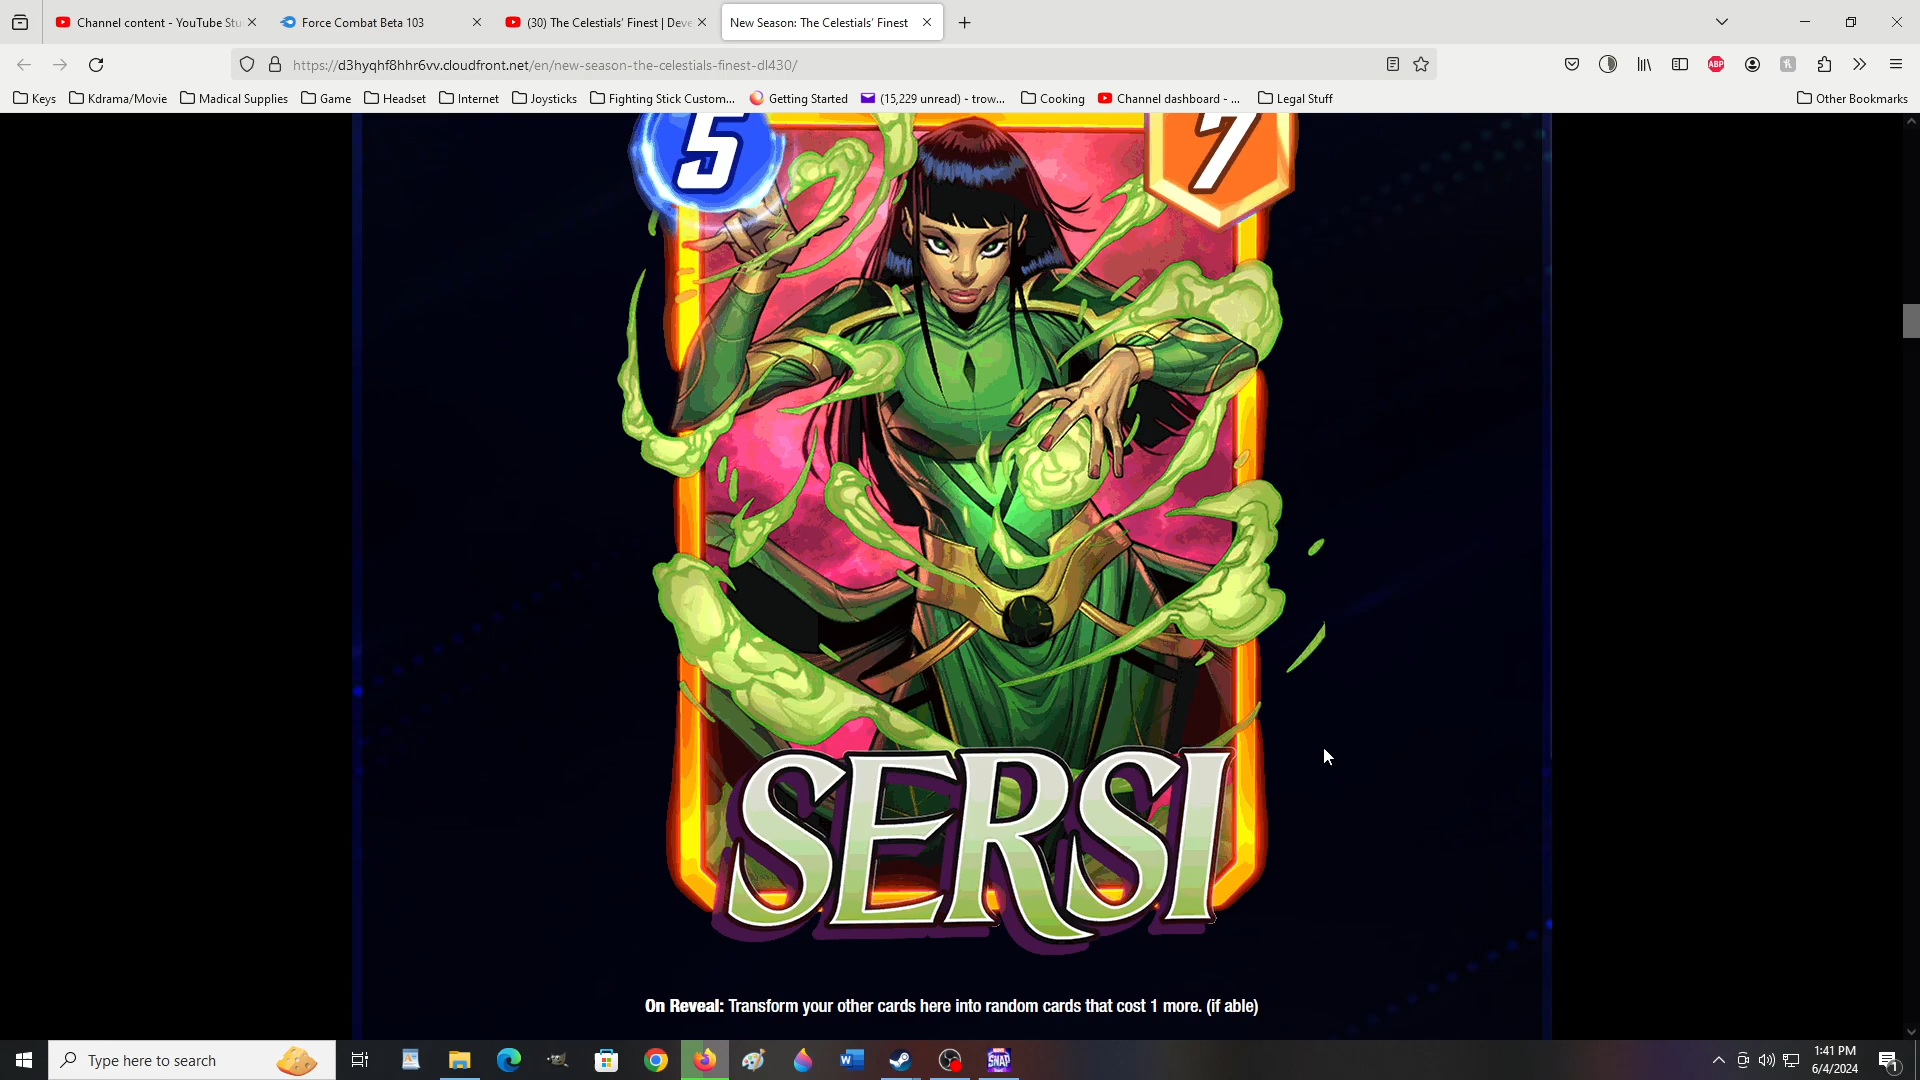 Channel content - YouTube Stu
Force Combat Beta 103
(30) The Celestials' Finest | Deve
New Season: The Celestials' Finest
https://d3hyqhf8hhr6vv.cloudfront.net/en/new-season-the-celestials-finest-dl430/
ABP
Keys
Kdrama/Movie
Madical Supplies
Game
Headset
Internet
Joysticks
Fighting Stick Custom...
Getting Started
(15,229 unread) - trow...
Cooking
Channel dashboard - ...
Legal Stuff
Other Bookmarks
5
7
SERSI
On Reveal: Transform your other cards here into random cards that cost 1 more. (if able)
Type here to search
W
SNAP
1:41 PM
6/4/2024
1